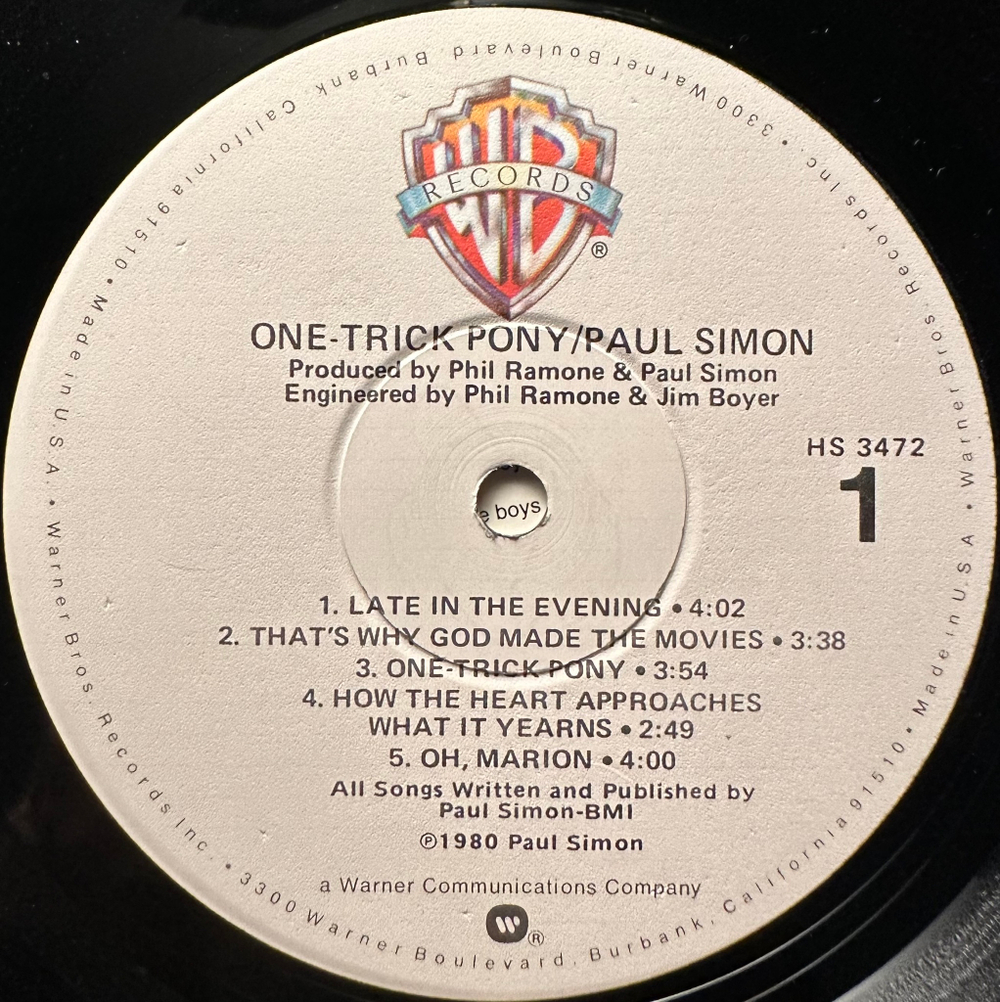 WB
RECORDS
®
ONE-TRICK PONY/PAUL SIMON
Produced by Phil Ramone & Paul Simon
Engineered by Phil Ramone & Jim Boyer
HS 3472
1
boys
1. LATE IN THE EVENING • 4:02
2. THAT'S WHY GOD MADE THE MOVIES • 3:38
3. ONE-TRICK PONY • 3:54
4. HOW THE HEART APPROACHES
WHAT IT YEARNS • 2:49
5. OH, MARION • 4:00
All Songs Written and Published by
Paul Simon-BMI
℗1980 Paul Simon
a Warner Communications Company
®
Made in U.S.A. • Warner Bros. Records Inc. • 3300 Warner Boulevard, Burbank, California 91510 • Made in U.S.A. • Warner Bros. Records Inc. • 3300 Warner Boulevard, Burbank, California 91510 •